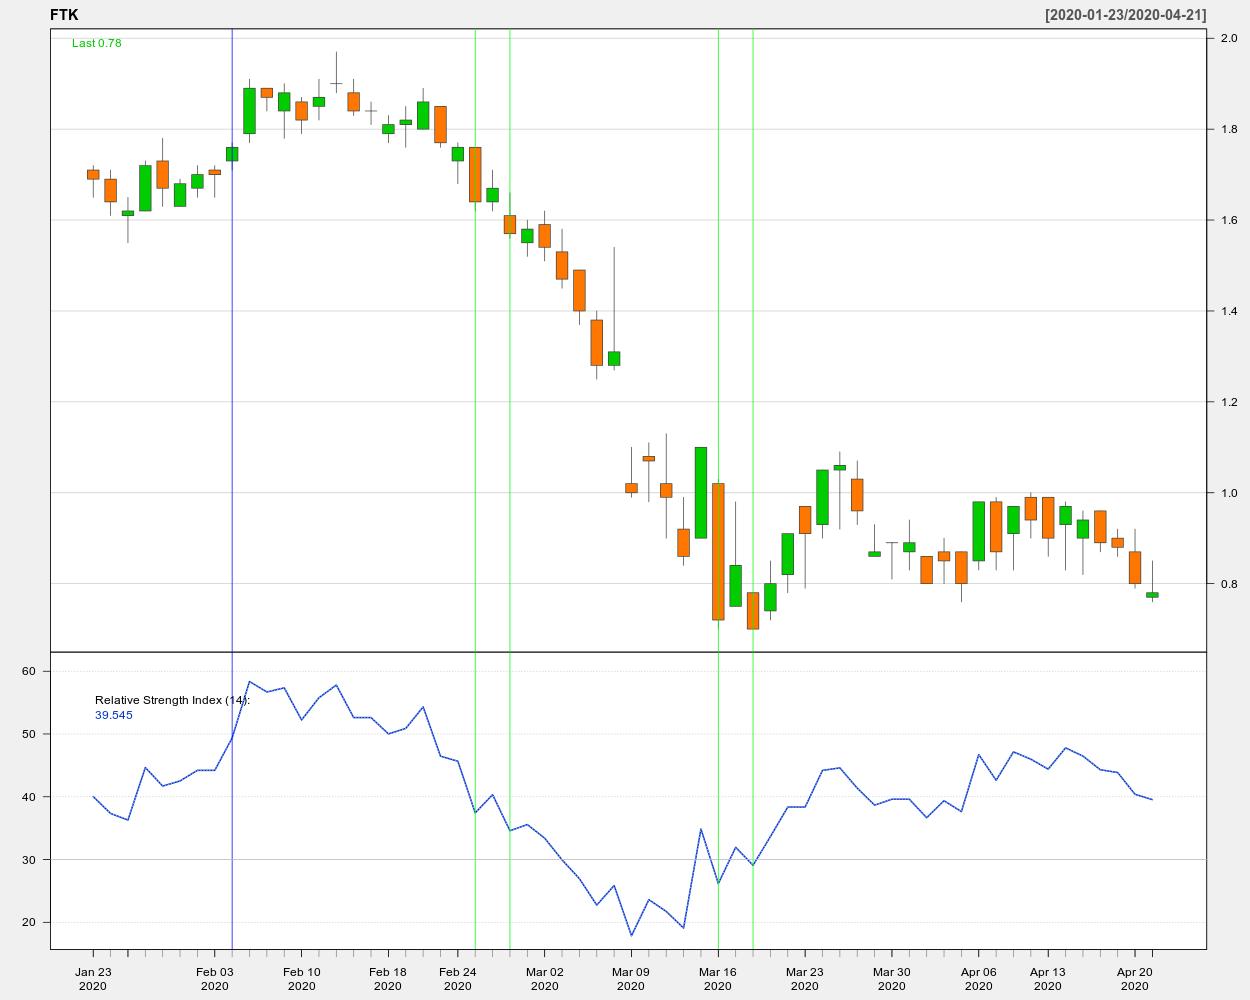 FTK
[2020-01-23/2020-04-21]
Last 0.78
2.0
1.8
1.6
1.4
1.2
1.0
0.8
60
50
40
30
20
Relative Strength Index (14):
39.545
Jan 23 Feb 03 Feb 10 Feb 18 Feb 24 Mar 02 Mar 09 Mar 16 Mar 23 Mar 30 Apr 06 Apr 13 Apr 20
2020 2020 2020 2020 2020 2020 2020 2020 2020 2020 2020 2020 2020